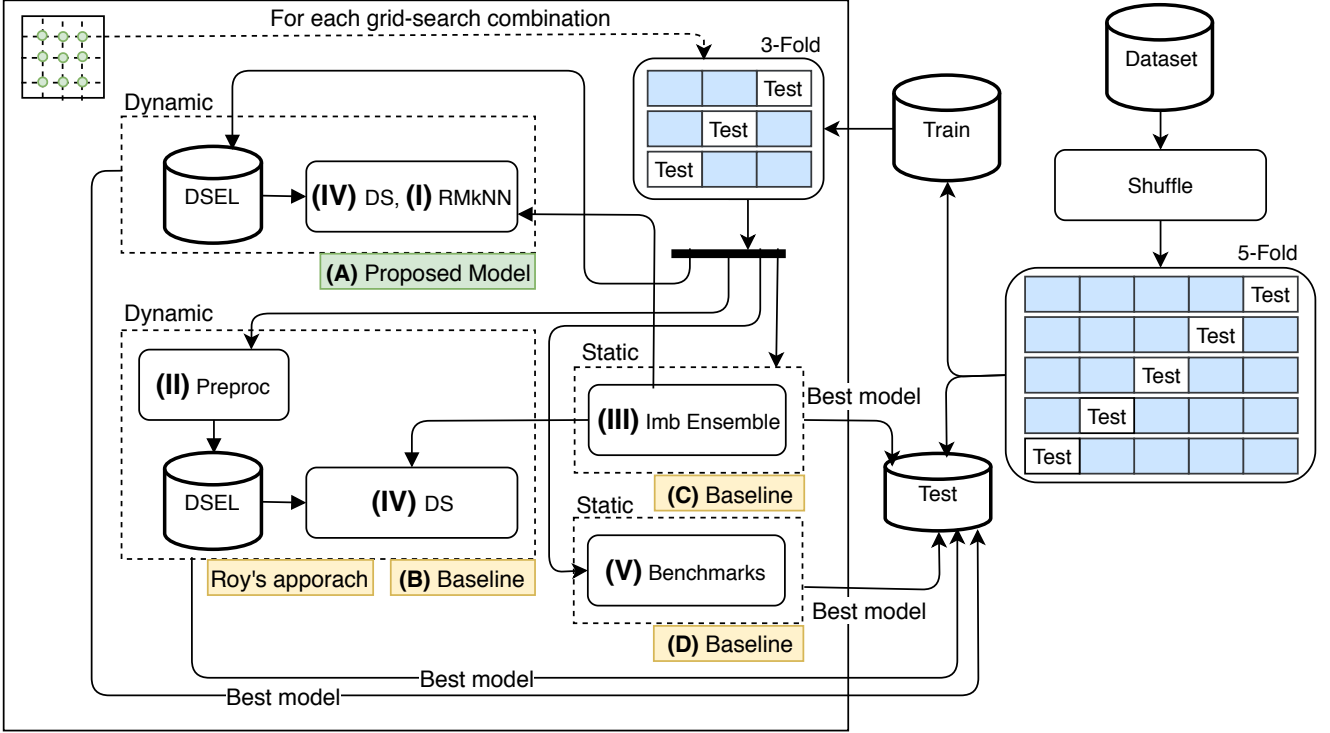 For each grid-search combination
3-Fold
Test
Test
Test
Train
Dataset
Shuffle
5-Fold
Test
Test
Test
Test
Test
Dynamic
DSEL
(IV) DS, (I) RMkNN
(A) Proposed Model
Dynamic
(II) Preproc
DSEL
(IV) DS
Roy's apporach
(B) Baseline
Static
(III) Imb Ensemble
(C) Baseline
Best model
Test
Static
(V) Benchmarks
(D) Baseline
Best model
Best model
Best model